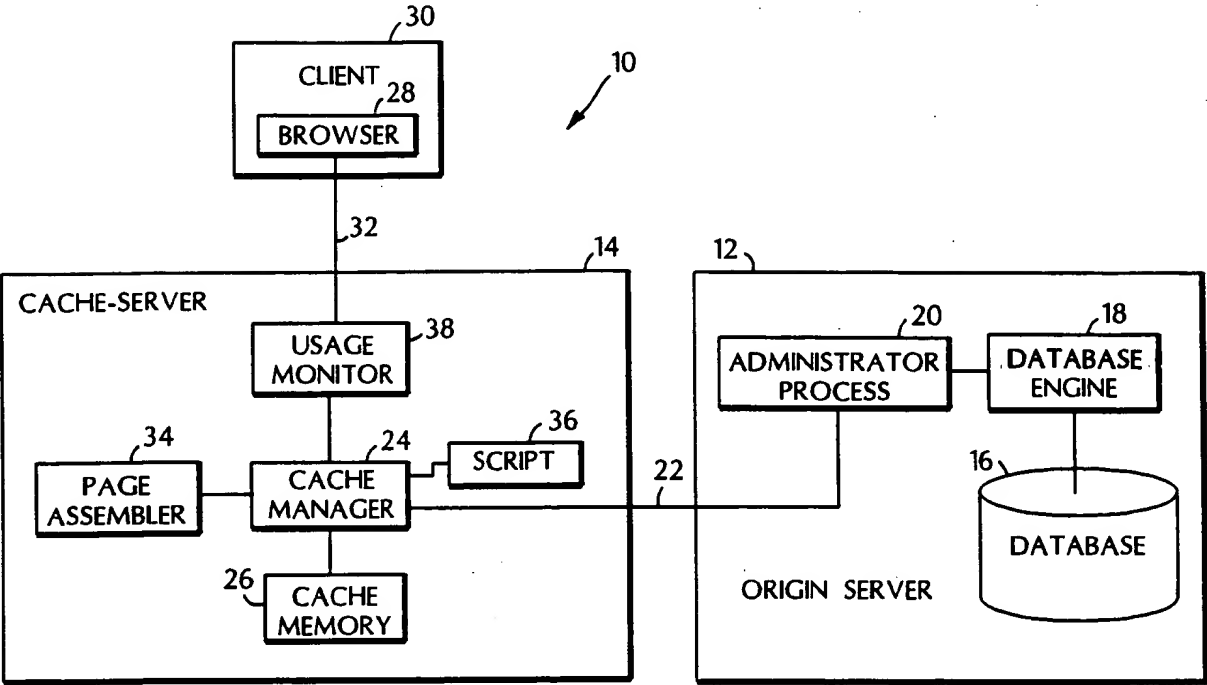 30
CLIENT
28
BROWSER
10
32
14
CACHE-SERVER
USAGE
MONITOR
38
34
PAGE
ASSEMBLER
24
CACHE
MANAGER
36
SCRIPT
26
CACHE
MEMORY
22
12
20
ADMINISTRATOR
PROCESS
18
DATABASE
ENGINE
16
DATABASE
ORIGIN SERVER